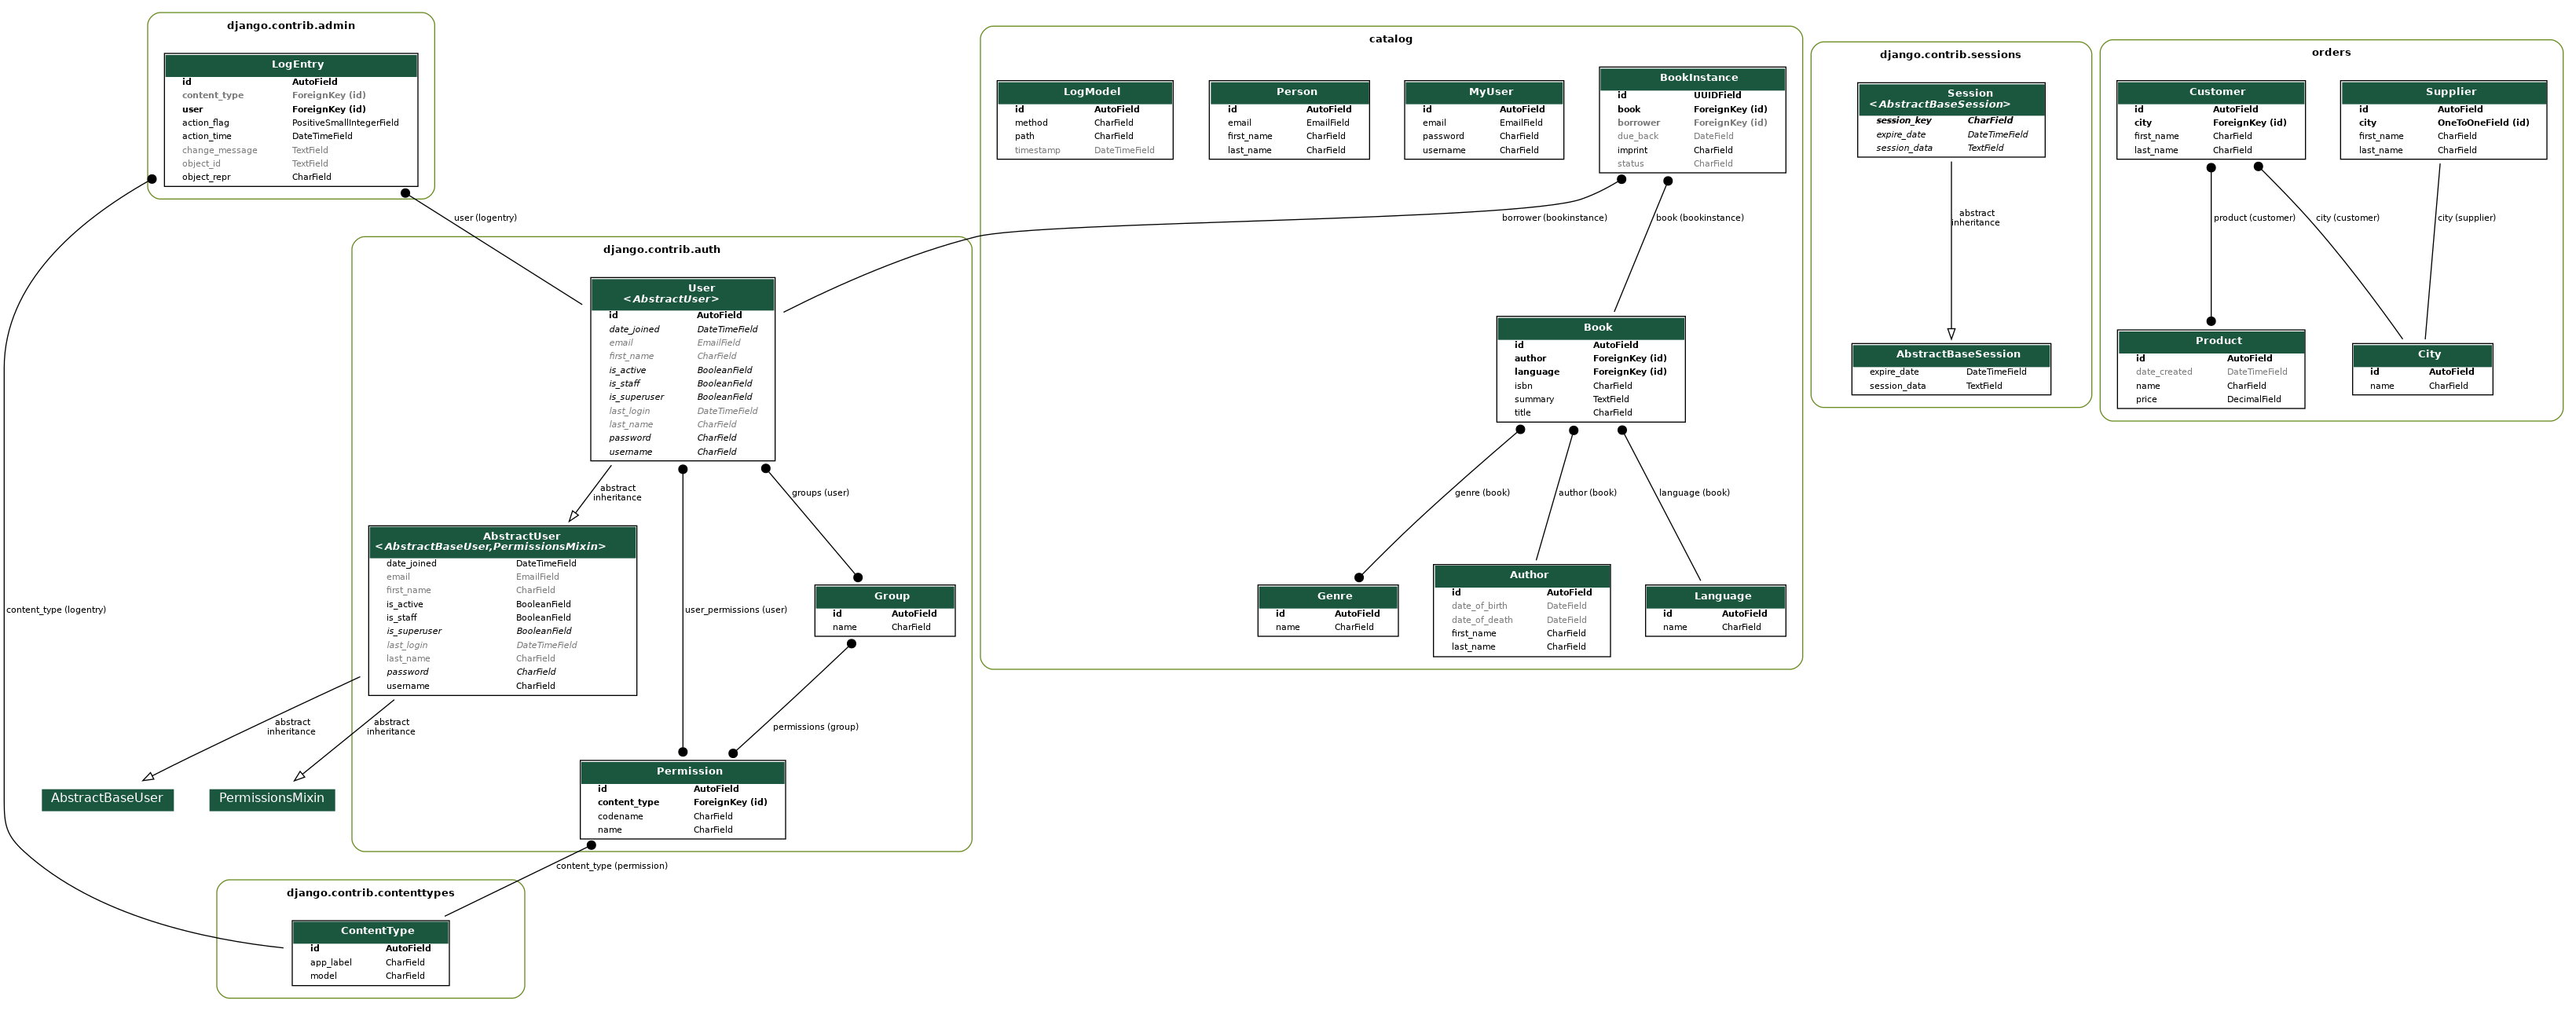 django.contrib.admin
LogEntry
id AutoField
content_type ForeignKey (id)
user ForeignKey (id)
action_flag PositiveSmallIntegerField
action_time DateTimeField
change_message TextField
object_id TextField
object_repr CharField
user (logentry)
content_type (logentry)
django.contrib.auth
User
<AbstractUser>
id AutoField
date_joined DateTimeField
email EmailField
first_name CharField
is_active BooleanField
is_staff BooleanField
is_superuser BooleanField
last_login DateTimeField
last_name CharField
password CharField
username CharField
abstract
inheritance
user_permissions (user)
groups (user)
AbstractUser
<AbstractBaseUser,PermissionsMixin>
date_joined DateTimeField
email EmailField
first_name CharField
is_active BooleanField
is_staff BooleanField
is_superuser BooleanField
last_login DateTimeField
last_name CharField
password CharField
username CharField
Group
id AutoField
name CharField
permissions (group)
abstract
inheritance
abstract
inheritance
AbstractBaseUser
PermissionsMixin
Permission
id AutoField
content_type ForeignKey (id)
codename CharField
name CharField
content_type (permission)
django.contrib.contenttypes
ContentType
id AutoField
app_label CharField
model CharField
catalog
LogModel
id AutoField
method CharField
path CharField
timestamp DateTimeField
Person
id AutoField
email EmailField
first_name CharField
last_name CharField
MyUser
id AutoField
email EmailField
password CharField
username CharField
BookInstance
id UUIDField
book ForeignKey (id)
borrower ForeignKey (id)
due_back DateField
imprint CharField
status CharField
borrower (bookinstance)
book (bookinstance)
Book
id AutoField
author ForeignKey (id)
language ForeignKey (id)
isbn CharField
summary TextField
title CharField
genre (book)
author (book)
language (book)
Genre
id AutoField
name CharField
Author
id AutoField
date_of_birth DateField
date_of_death DateField
first_name CharField
last_name CharField
Language
id AutoField
name CharField
django.contrib.sessions
Session
<AbstractBaseSession>
session_key CharField
expire_date DateTimeField
session_data TextField
abstract
inheritance
AbstractBaseSession
expire_date DateTimeField
session_data TextField
orders
Customer
id AutoField
city ForeignKey (id)
first_name CharField
last_name CharField
Supplier
id AutoField
city OneToOneField (id)
first_name CharField
last_name CharField
product (customer)
city (customer)
city (supplier)
Product
id AutoField
date_created DateTimeField
name CharField
price DecimalField
City
id AutoField
name CharField